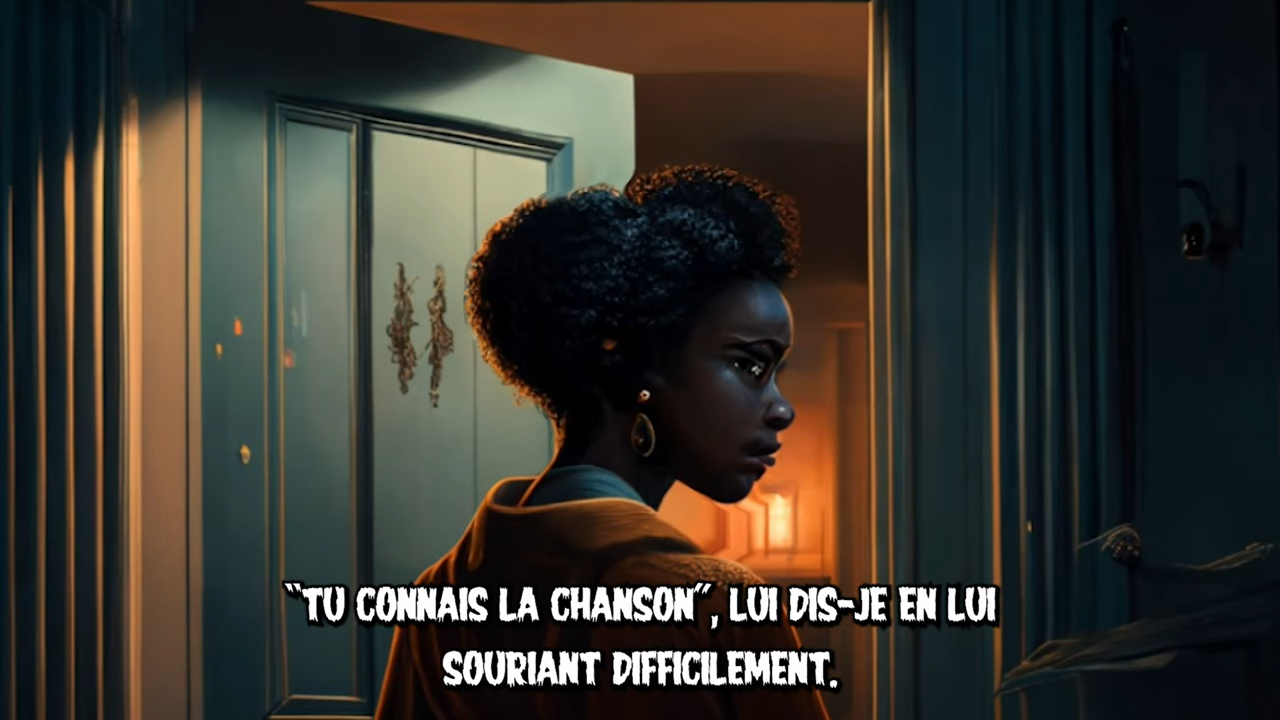 “TU CONNAIS LA CHANSON”, LUI DIS-JE EN LUI
SOURIANT DIFFICILEMENT.